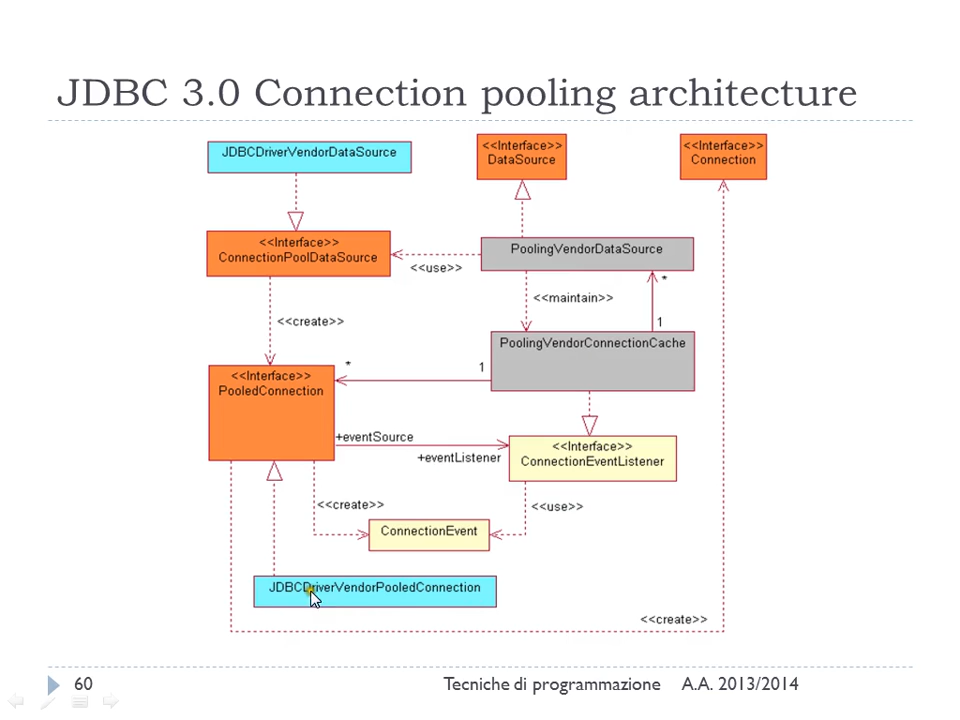 JDBC 3.0 Connection pooling architecture
JDBCDriverVendorDataSource
<<Interface>>
DataSource
<<Interface>>
Connection
<<Interface>>
ConnectionPoolDataSource
PoolingVendorDataSource
<<use>>
<<maintain>>
*
<<create>>
1
PoolingVendorConnectionCache
*
1
<<Interface>>
PooledConnection
+eventSource
+eventListener
<<Interface>>
ConnectionEventListener
<<create>>
<<use>>
ConnectionEvent
JDBCDriverVendorPooledConnection
<<create>>
60
Tecniche di programmazione
A.A. 2013/2014